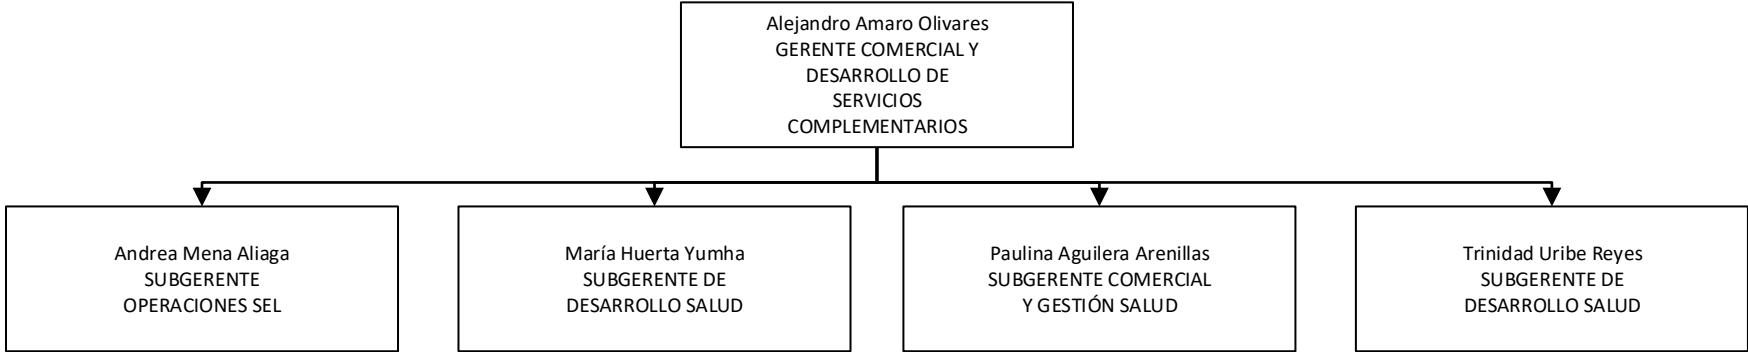 Alejandro Amaro Olivares
GERENTE COMERCIAL Y
DESARROLLO DE
SERVICIOS
COMPLEMENTARIOS
Andrea Mena Aliaga
SUBGERENTE
OPERACIONES SEL
María Huerta Yumha
SUBGERENTE DE
DESARROLLO SALUD
Paulina Aguilera Arenillas
SUBGERENTE COMERCIAL
Y GESTIÓN SALUD
Trinidad Uribe Reyes
SUBGERENTE DE
DESARROLLO SALUD